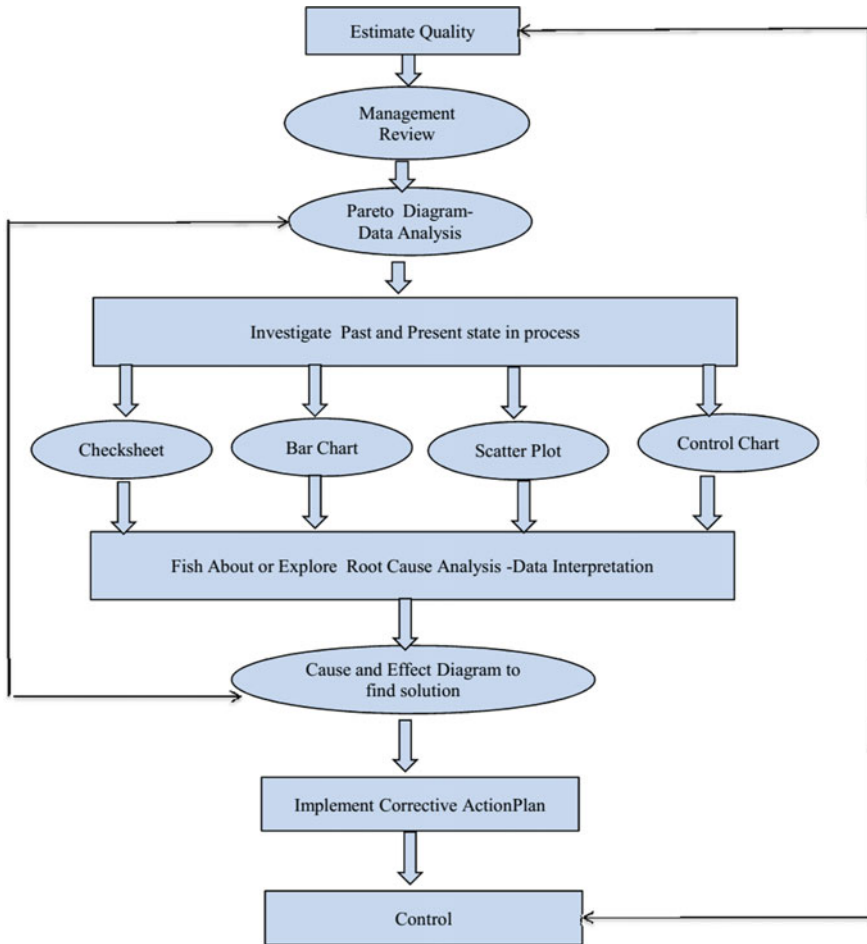 Estimate Quality
Management
Review
Pareto Diagram-
Data Analysis
Investigate Past and Present state in process
Checksheet
Bar Chart
Scatter Plot
Control Chart
Fish About or Explore Root Cause Analysis -Data Interpretation
Cause and Effect Diagram to
find solution
Implement Corrective ActionPlan
Control